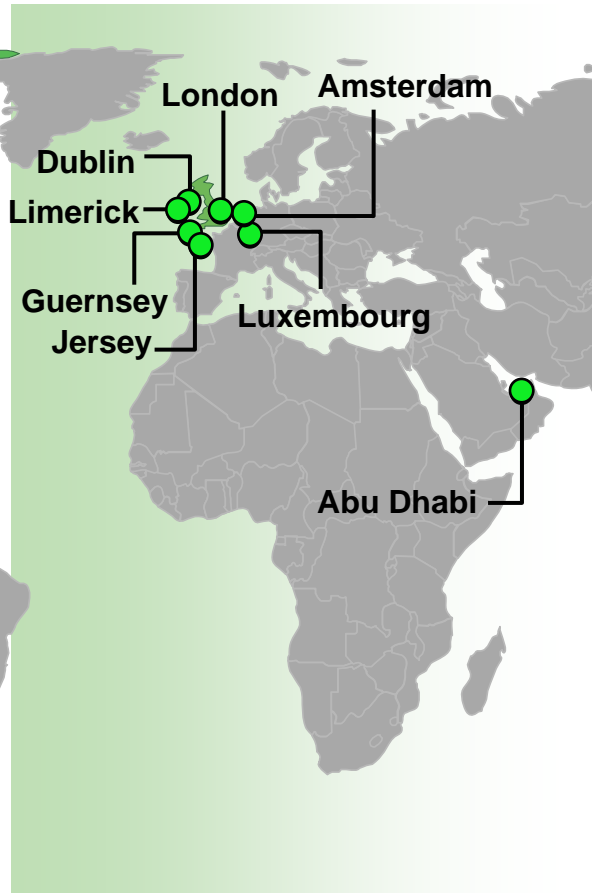 Amsterdam
London
Dublin
Limerick
Guernsey
Luxembourg
Jersey
Abu Dhabi